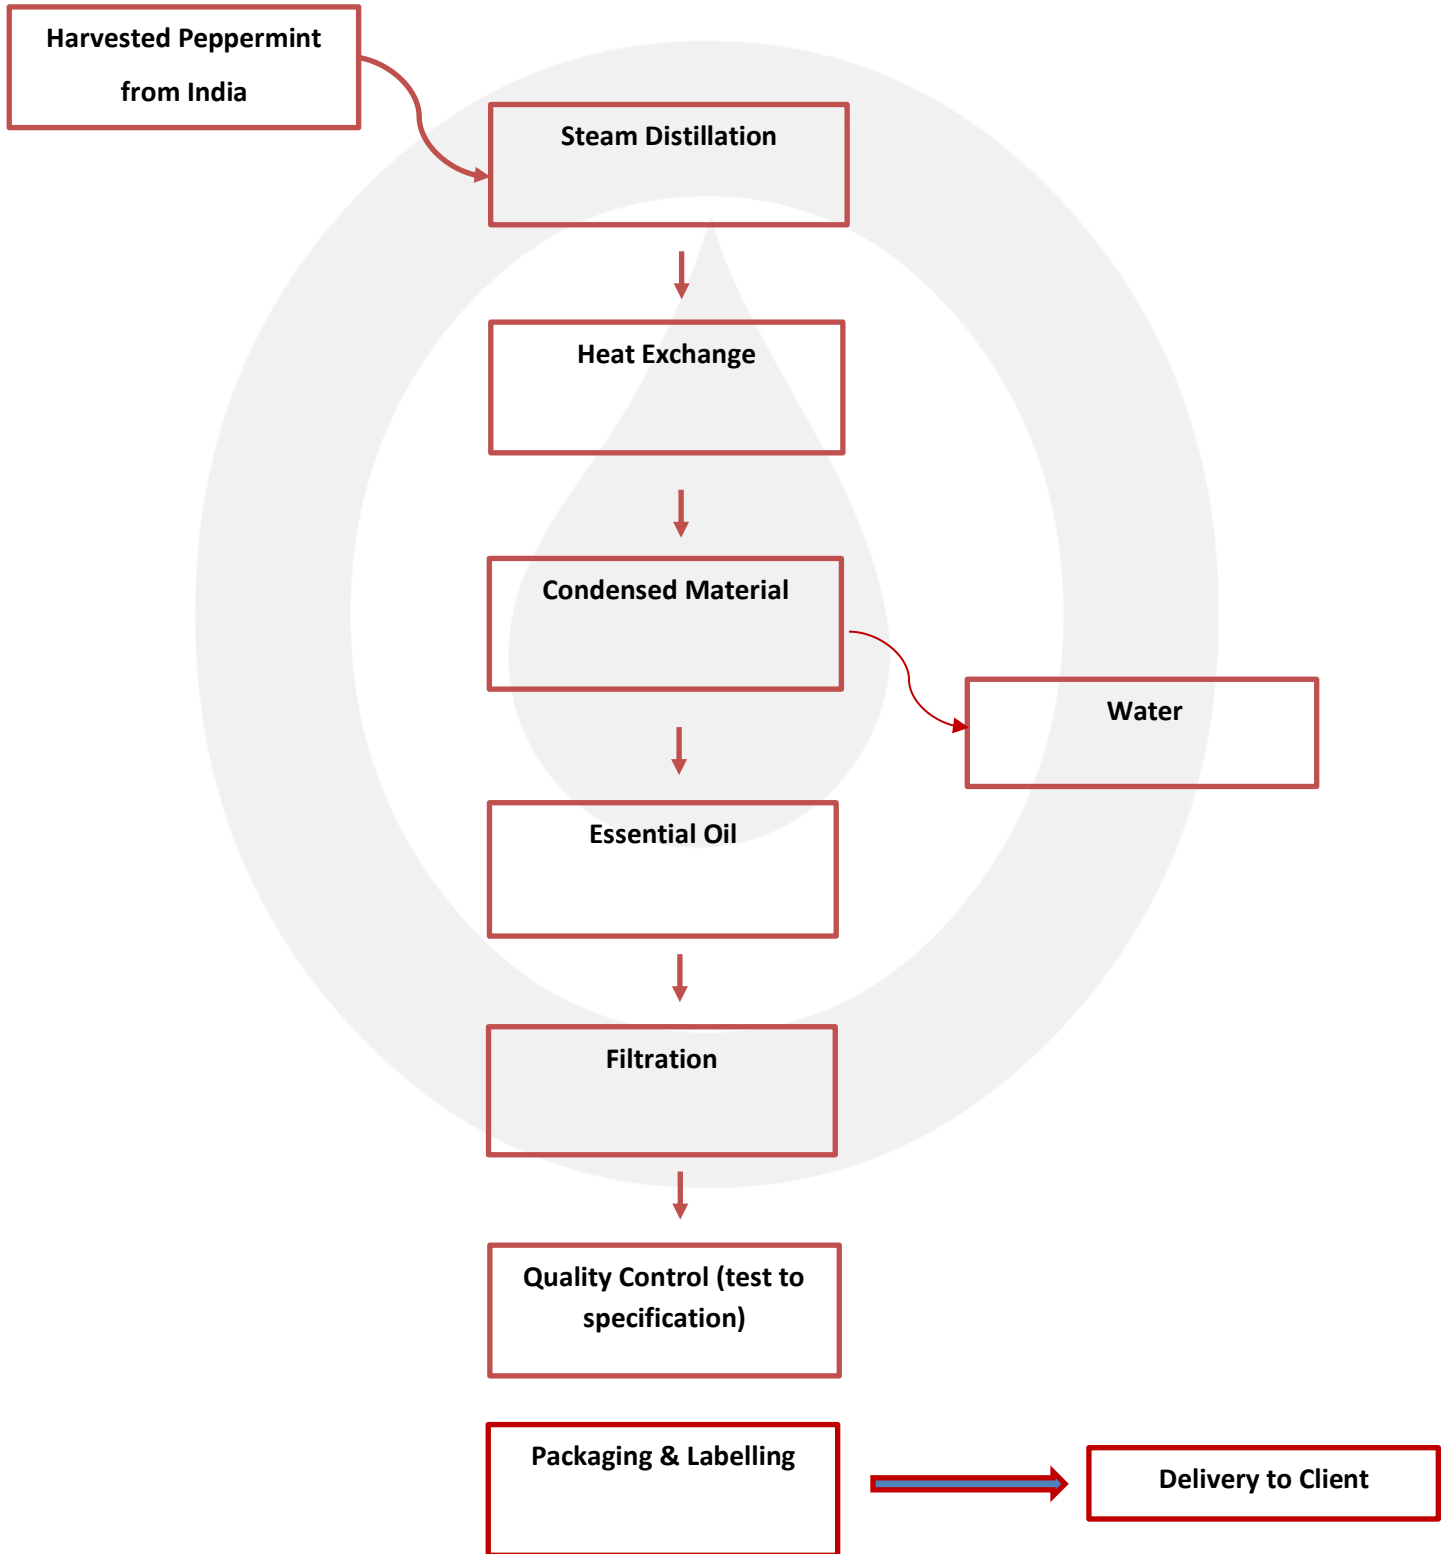 Harvested Peppermint
from India
Steam Distillation
Heat Exchange
Condensed Material
Water
Essential Oil
Filtration
Quality Control (test to
specification)
Packaging & Labelling
Delivery to Client